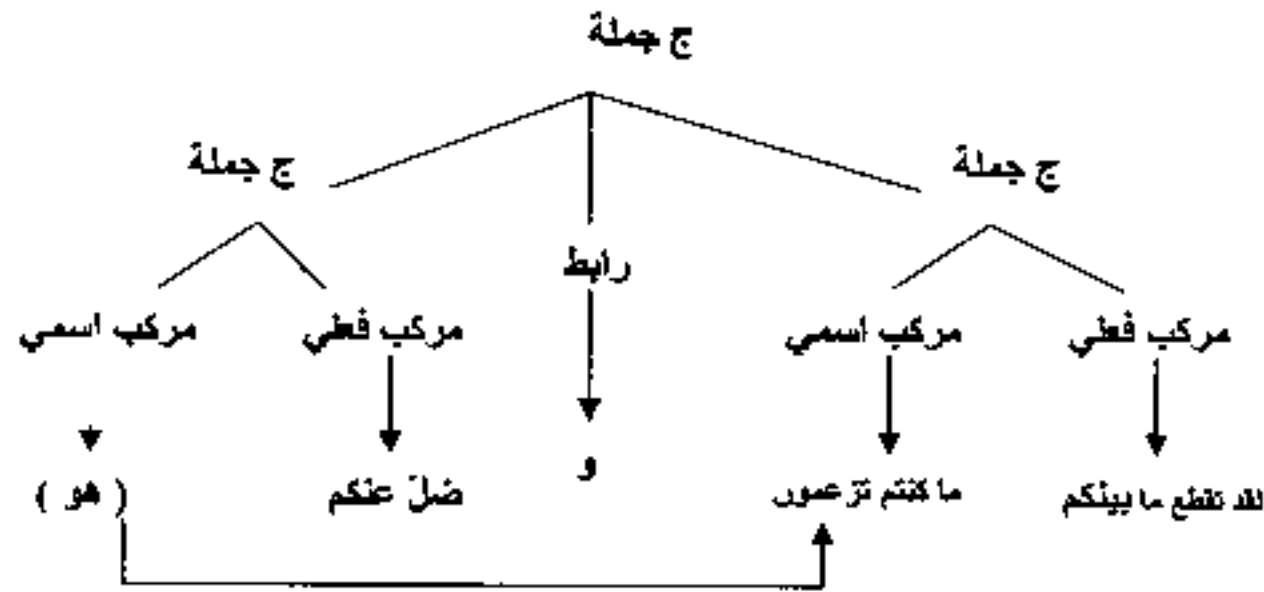 ج جملة
ج جملة ج جملة
رابط
مركب فعلي مركب اسمي مركب فعلي مركب اسمي
لقد تقطع ما بينكم ما كنتم تزعمون و ضلّ عنكم ( هو )